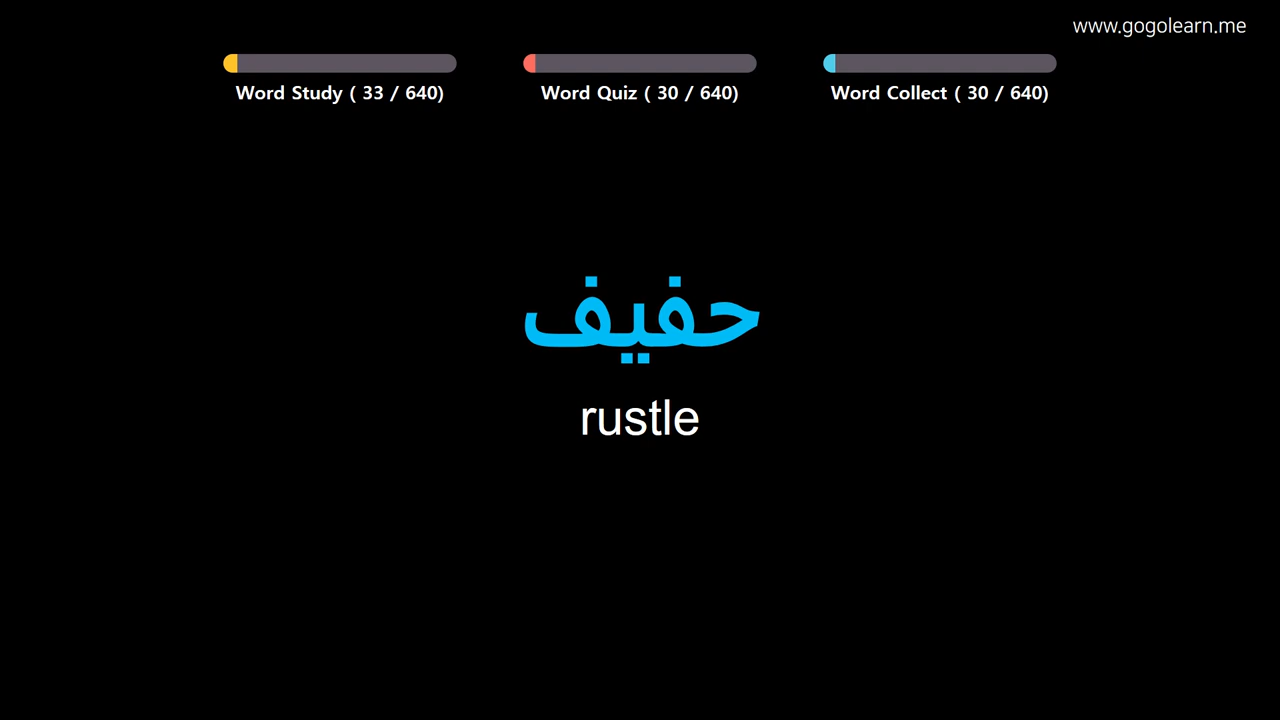 www.gogolearn.me
Word Study ( 33 / 640)
Word Quiz ( 30 / 640)
Word Collect ( 30 / 640)
حفيف
rustle